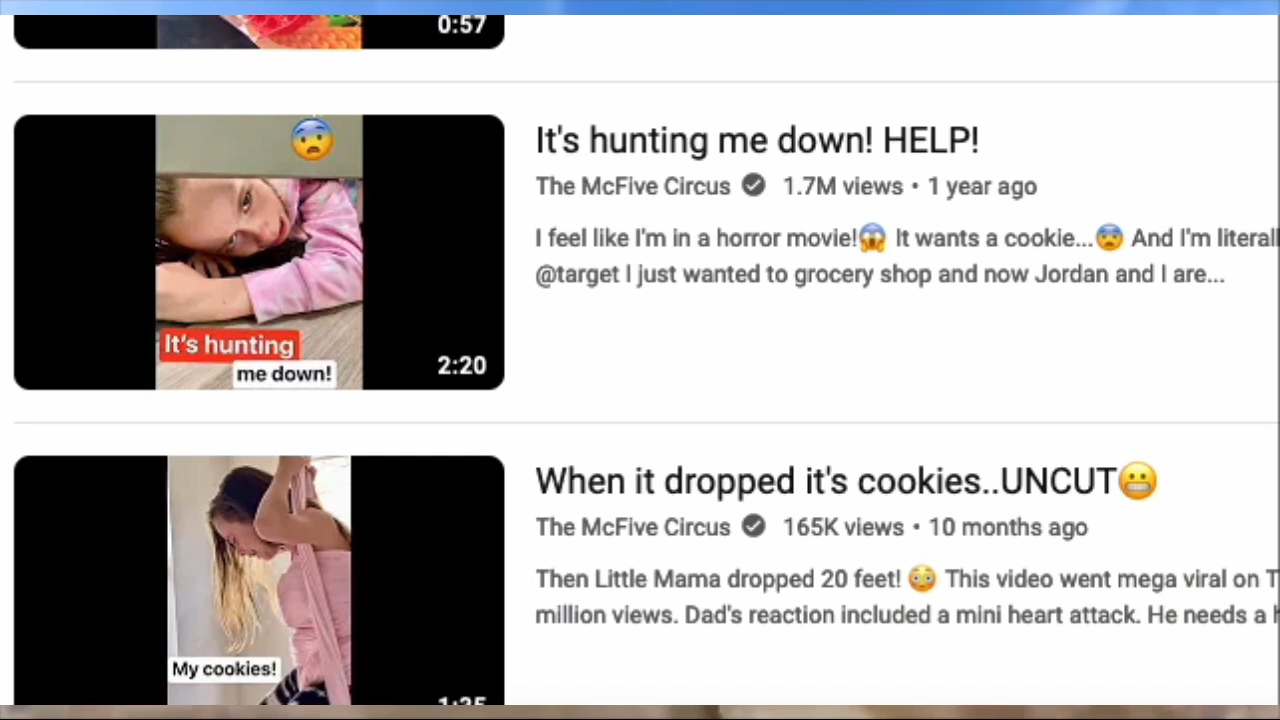 0:57
It's hunting me down! HELP!
The McFive Circus 1.7M views • 1 year ago
I feel like I'm in a horror movie!😱 It wants a cookie...😨 And I'm literal
@target I just wanted to grocery shop and now Jordan and I are...
It's hunting
me down!
2:20
When it dropped it's cookies..UNCUT😬
The McFive Circus 165K views • 10 months ago
Then Little Mama dropped 20 feet! 😳 This video went mega viral on T
million views. Dad's reaction included a mini heart attack. He needs a
My cookies!
1:35